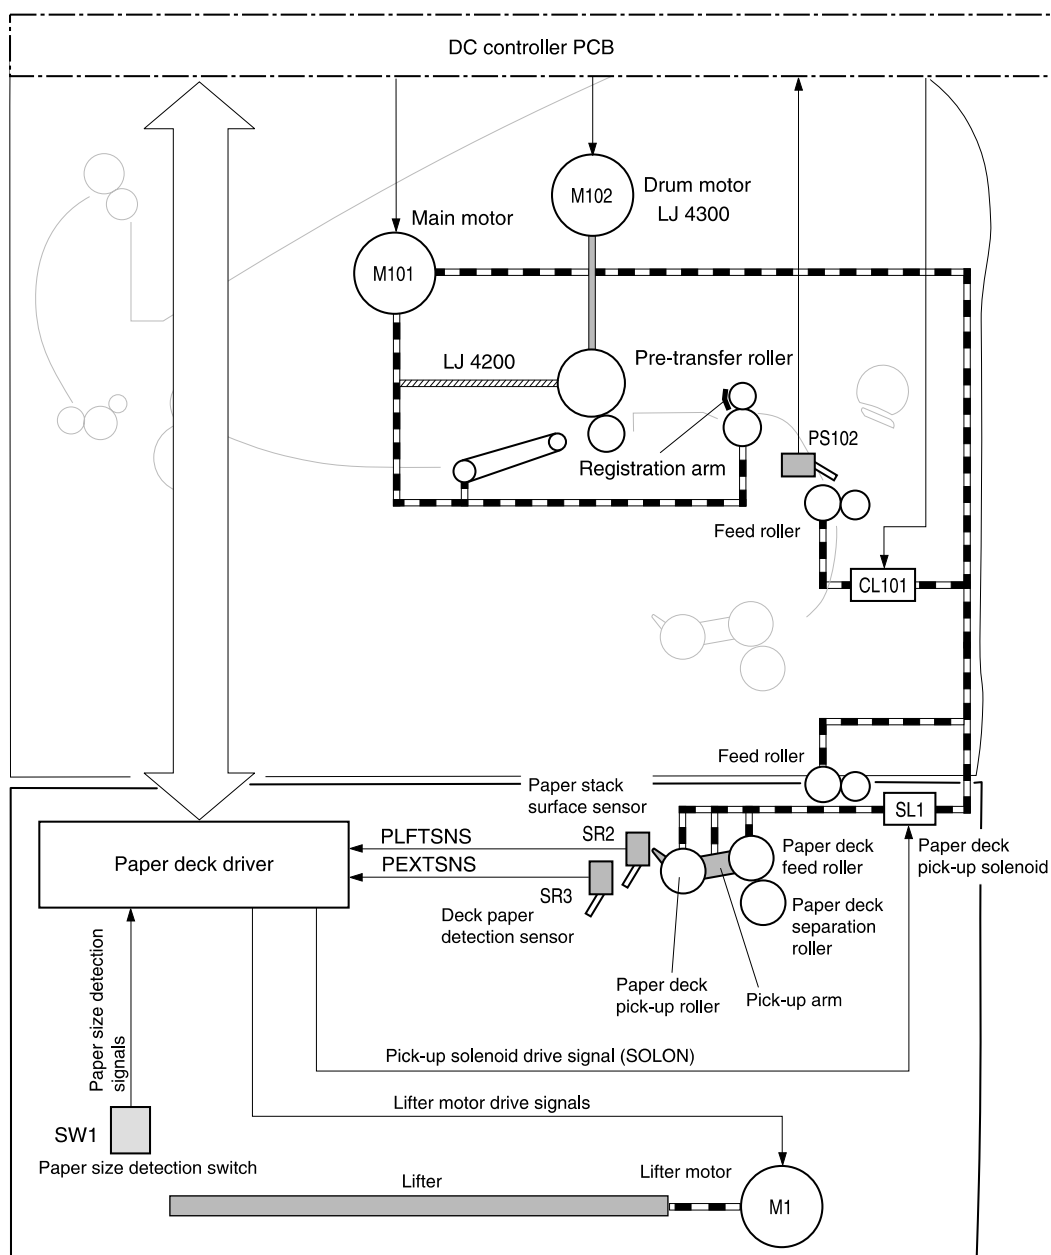 DC controller PCB
M102
Drum motor
LJ 4300
Main motor
M101
LJ 4200
Pre-transfer roller
PS102
Registration arm
Feed roller
CL101
Feed roller
Paper stack
surface sensor
SL1
SR2
PLFTSNS
Paper deck driver
PEXTSNS
Paper deck
feed roller
Paper deck
pick-up solenoid
SR3
Deck paper
detection sensor
Paper deck
separation
roller
Paper deck
pick-up roller
Pick-up arm
Paper size detection
signals
Pick-up solenoid drive signal (SOLON)
Lifter motor drive signals
SW1
Paper size detection switch
Lifter
Lifter motor
M1